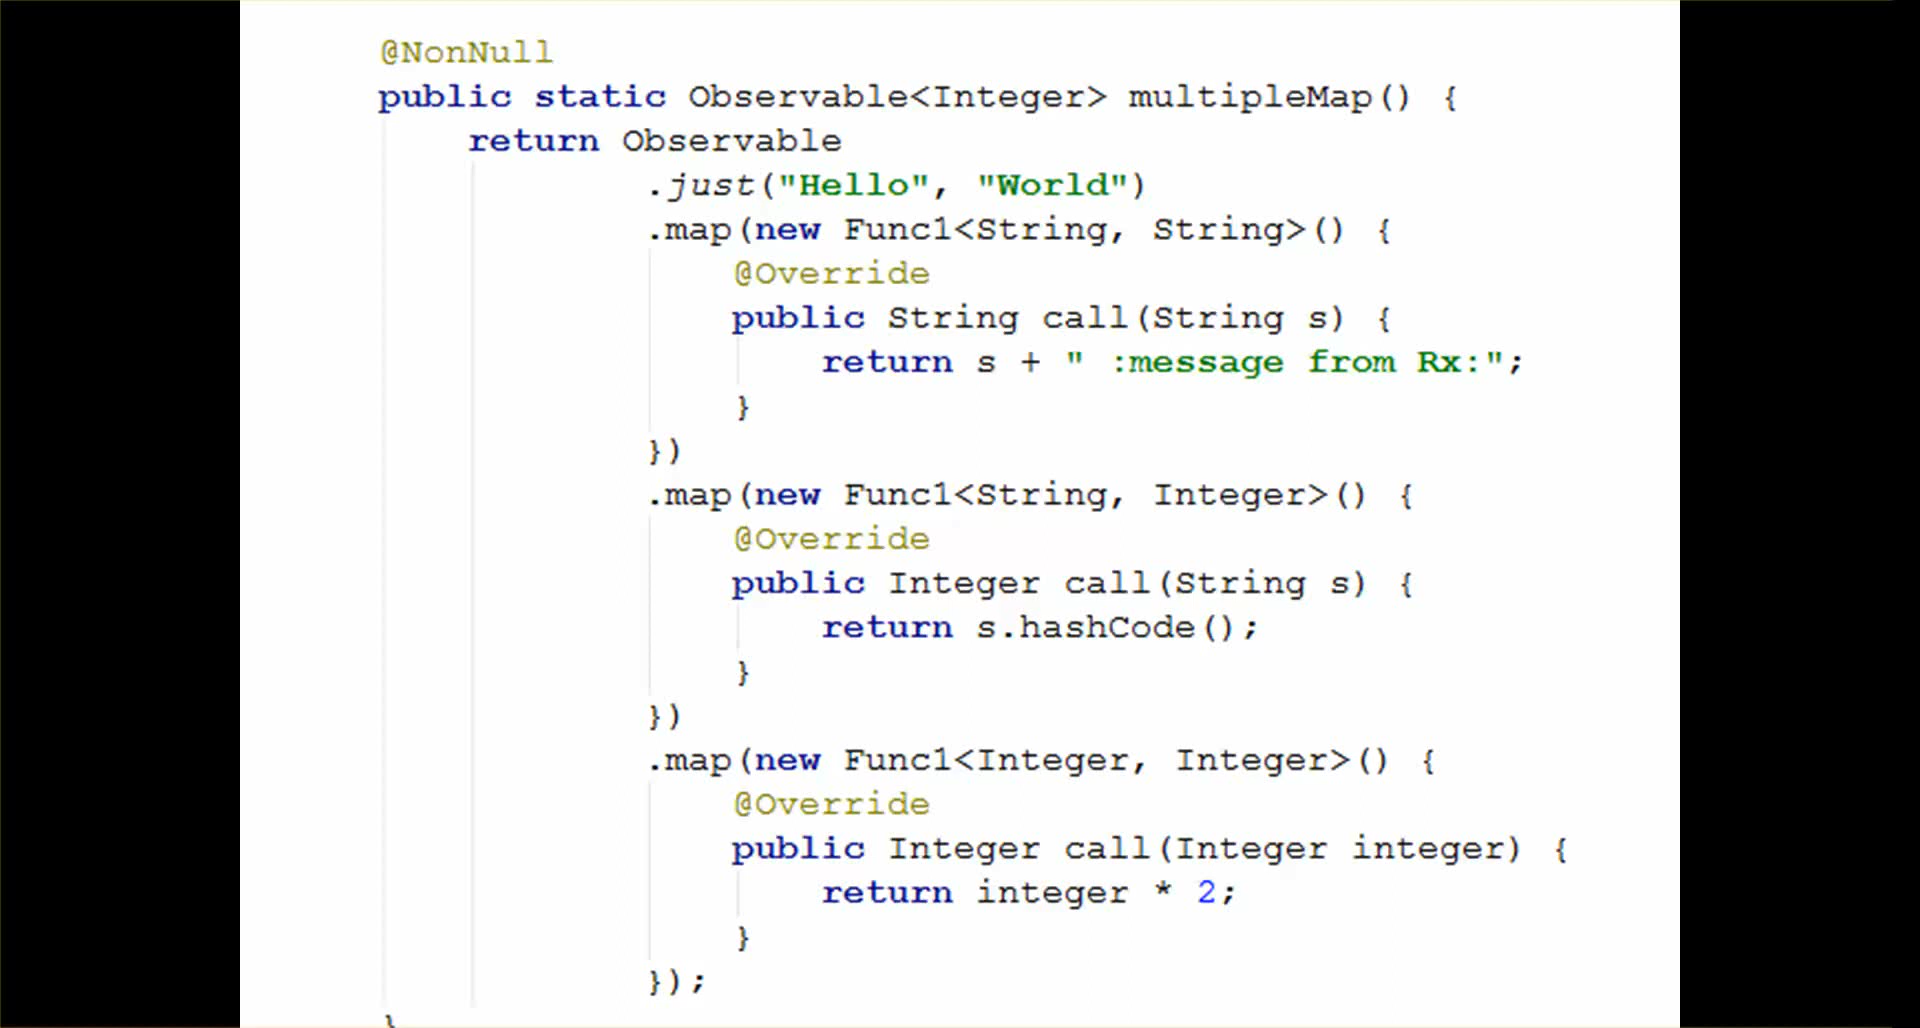 @NonNull
public static Observable<Integer> multipleMap() {
return Observable
.just("Hello", "World")
.map(new Func1<String, String>() {
@Override
public String call(String s) {
return s + " :message from Rx:";
}
})
.map(new Func1<String, Integer>() {
@Override
public Integer call(String s) {
return s.hashCode();
}
})
.map(new Func1<Integer, Integer>() {
@Override
public Integer call(Integer integer) {
return integer * 2;
}
});
}